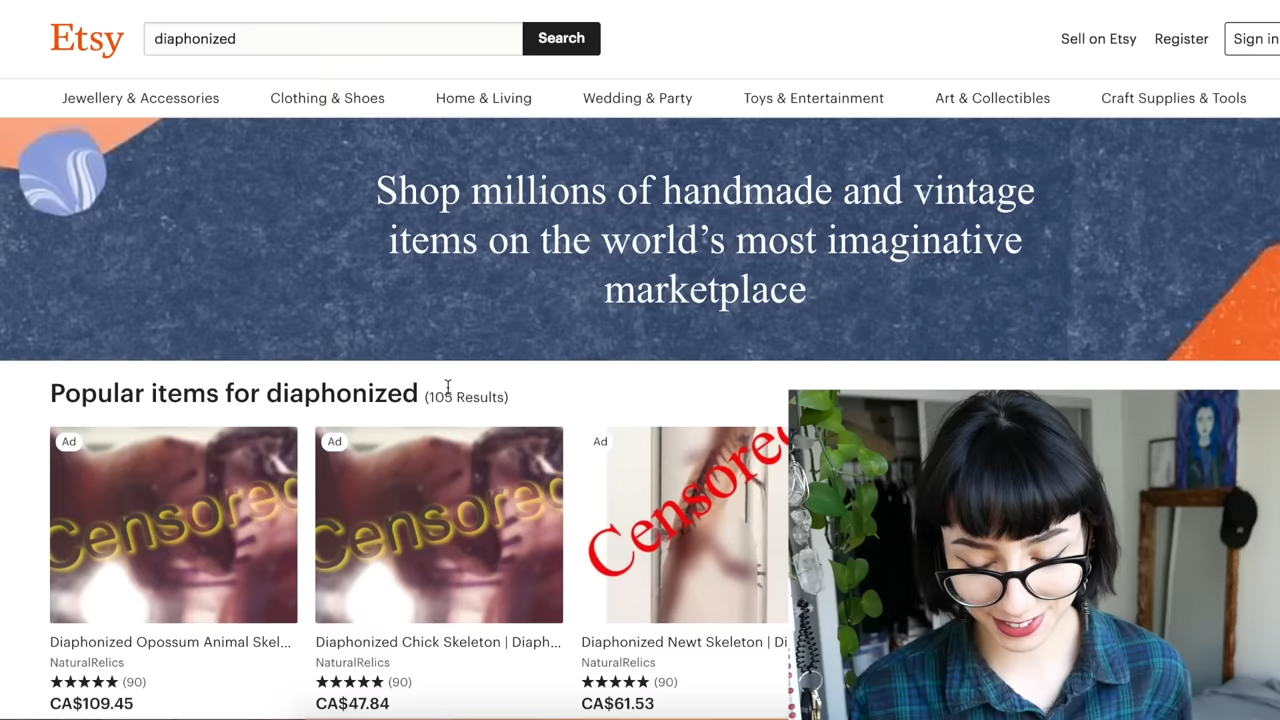 Etsy
diaphonized
Search
Sell on Etsy
Register
Sign in
Jewellery & Accessories
Clothing & Shoes
Home & Living
Wedding & Party
Toys & Entertainment
Art & Collectibles
Craft Supplies & Tools
Shop millions of handmade and vintage
items on the world’s most imaginative
marketplace
Popular items for diaphonized (105 Results)
Ad
Censored
Ad
Censored
Ad
Censored
Diaphonized Opossum Animal Skel...
NaturalRelics
★★★★★ (90)
CA$109.45
Diaphonized Chick Skeleton | Diaph...
NaturalRelics
★★★★★ (90)
CA$47.84
Diaphonized Newt Skeleton | Di
NaturalRelics
★★★★★ (90)
CA$61.53